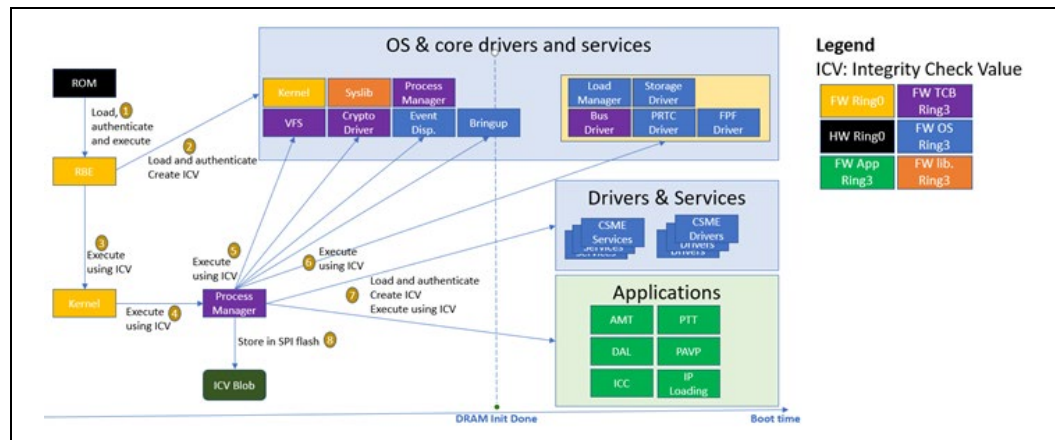 OS & core drivers and services
ROM
Load, 1
authenticate
and execute
RBE
2
Load and authenticate
Create ICV
3
Execute
using ICV
Kernel
Execute 4
using ICV
Process
Manager
Execute 5
using ICV
6 Execute
using ICV
7 Load and authenticate
Create ICV
Execute using ICV
Store in SPI flash 8
ICV Blob
Kernel
Syslib
Process
Manager
VFS
Crypto
Driver
Event
Disp.
Bringup
Load
Manager
Storage
Driver
Bus
Driver
PRTC
Driver
FPF
Driver
Drivers & Services
CSME
Services
Services
CSME
Drivers
Drivers
Applications
AMT
PTT
DAL
PAVP
ICC
IP
Loading
DRAM Init Done
Boot time
Legend
ICV: Integrity Check Value
FW Ring0
FW TCB
Ring3
HW Ring0
FW OS
Ring3
FW App
Ring3
FW lib.
Ring3